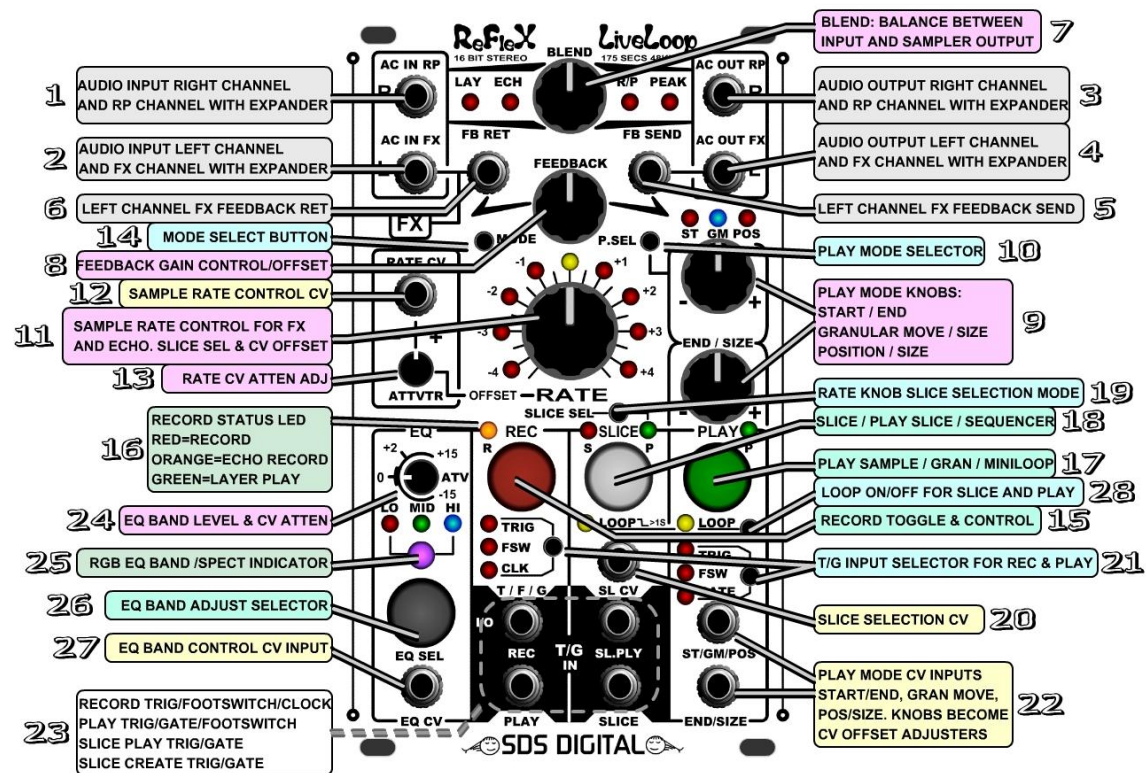 ReFleX
LiveLoop
16 BIT STEREO
BLEND
AC IN RP
R
LAY
ECH
R/P
PEAK
AC OUT RP
FB RET
FB SEND
AC IN FX
L
FEEDBACK
AC OUT FX
L
FX
MODE
P.SEL
ST GM POS
RATE CV
- +
ATTVTR
OFFSET
-1
-2
-3
-4
+1
+2
+3
+4
RATE
- +
END / SIZE
- +
SLICE SEL
EQ
+2
+15
0
ATV
-15
LO MID HI
EQ SEL
EQ CV
REC
R
TRIG
FSW
CLK
T / F / G
I/O
REC
PLAY
T/G
IN
SLICE
S
P
LOOP
>1S
SL CV
SL.PLY
SLICE
PLAY
P
LOOP
TRIG
FSW
GATE
ST/GM/POS
END/SIZE
SDS DIGITAL
1
AUDIO INPUT RIGHT CHANNEL
AND RP CHANNEL WITH EXPANDER
2
AUDIO INPUT LEFT CHANNEL
AND FX CHANNEL WITH EXPANDER
6
LEFT CHANNEL FX FEEDBACK RET
14
MODE SELECT BUTTON
8
FEEDBACK GAIN CONTROL/OFFSET
12
SAMPLE RATE CONTROL CV
11
SAMPLE RATE CONTROL FOR FX
AND ECHO. SLICE SEL & CV OFFSET
13
RATE CV ATTEN ADJ
16
RECORD STATUS LED
RED=RECORD
ORANGE=ECHO RECORD
GREEN=LAYER PLAY
24
EQ BAND LEVEL & CV ATTEN
25
RGB EQ BAND /SPECT INDICATOR
26
EQ BAND ADJUST SELECTOR
27
EQ BAND CONTROL CV INPUT
23
RECORD TRIG/FOOTSWITCH/CLOCK
PLAY TRIG/GATE/FOOTSWITCH
SLICE PLAY TRIG/GATE
SLICE CREATE TRIG/GATE
BLEND: BALANCE BETWEEN
INPUT AND SAMPLER OUTPUT
7
AUDIO OUTPUT RIGHT CHANNEL
AND RP CHANNEL WITH EXPANDER
3
AUDIO OUTPUT LEFT CHANNEL
AND FX CHANNEL WITH EXPANDER
4
LEFT CHANNEL FX FEEDBACK SEND
5
PLAY MODE SELECTOR
10
PLAY MODE KNOBS:
START / END
GRANULAR MOVE / SIZE
POSITION / SIZE
9
RATE KNOB SLICE SELECTION MODE
19
SLICE / PLAY SLICE / SEQUENCER
18
PLAY SAMPLE / GRAN / MINILOOP
17
LOOP ON/OFF FOR SLICE AND PLAY
28
RECORD TOGGLE & CONTROL
15
T/G INPUT SELECTOR FOR REC & PLAY
21
SLICE SELECTION CV
20
PLAY MODE CV INPUTS
START/END, GRAN MOVE,
POS/SIZE. KNOBS BECOME
CV OFFSET ADJUSTERS
22